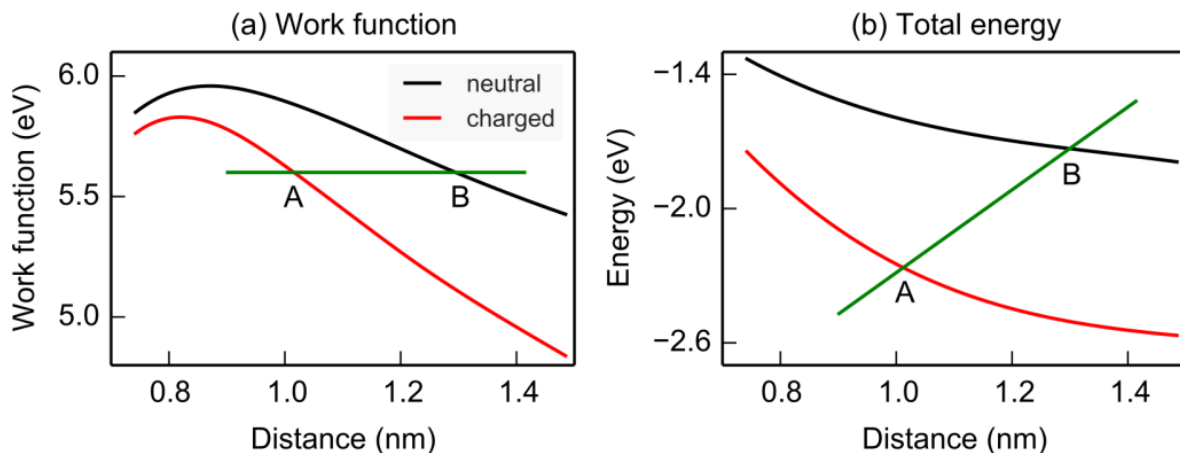 (a) Work function
Work function (eV)
6.0
5.5
5.0
neutral
charged
A
B
0.8
1.0
1.2
1.4
Distance (nm)
(b) Total energy
Energy (eV)
−1.4
−2.0
−2.6
B
A
0.8
1.0
1.2
1.4
Distance (nm)